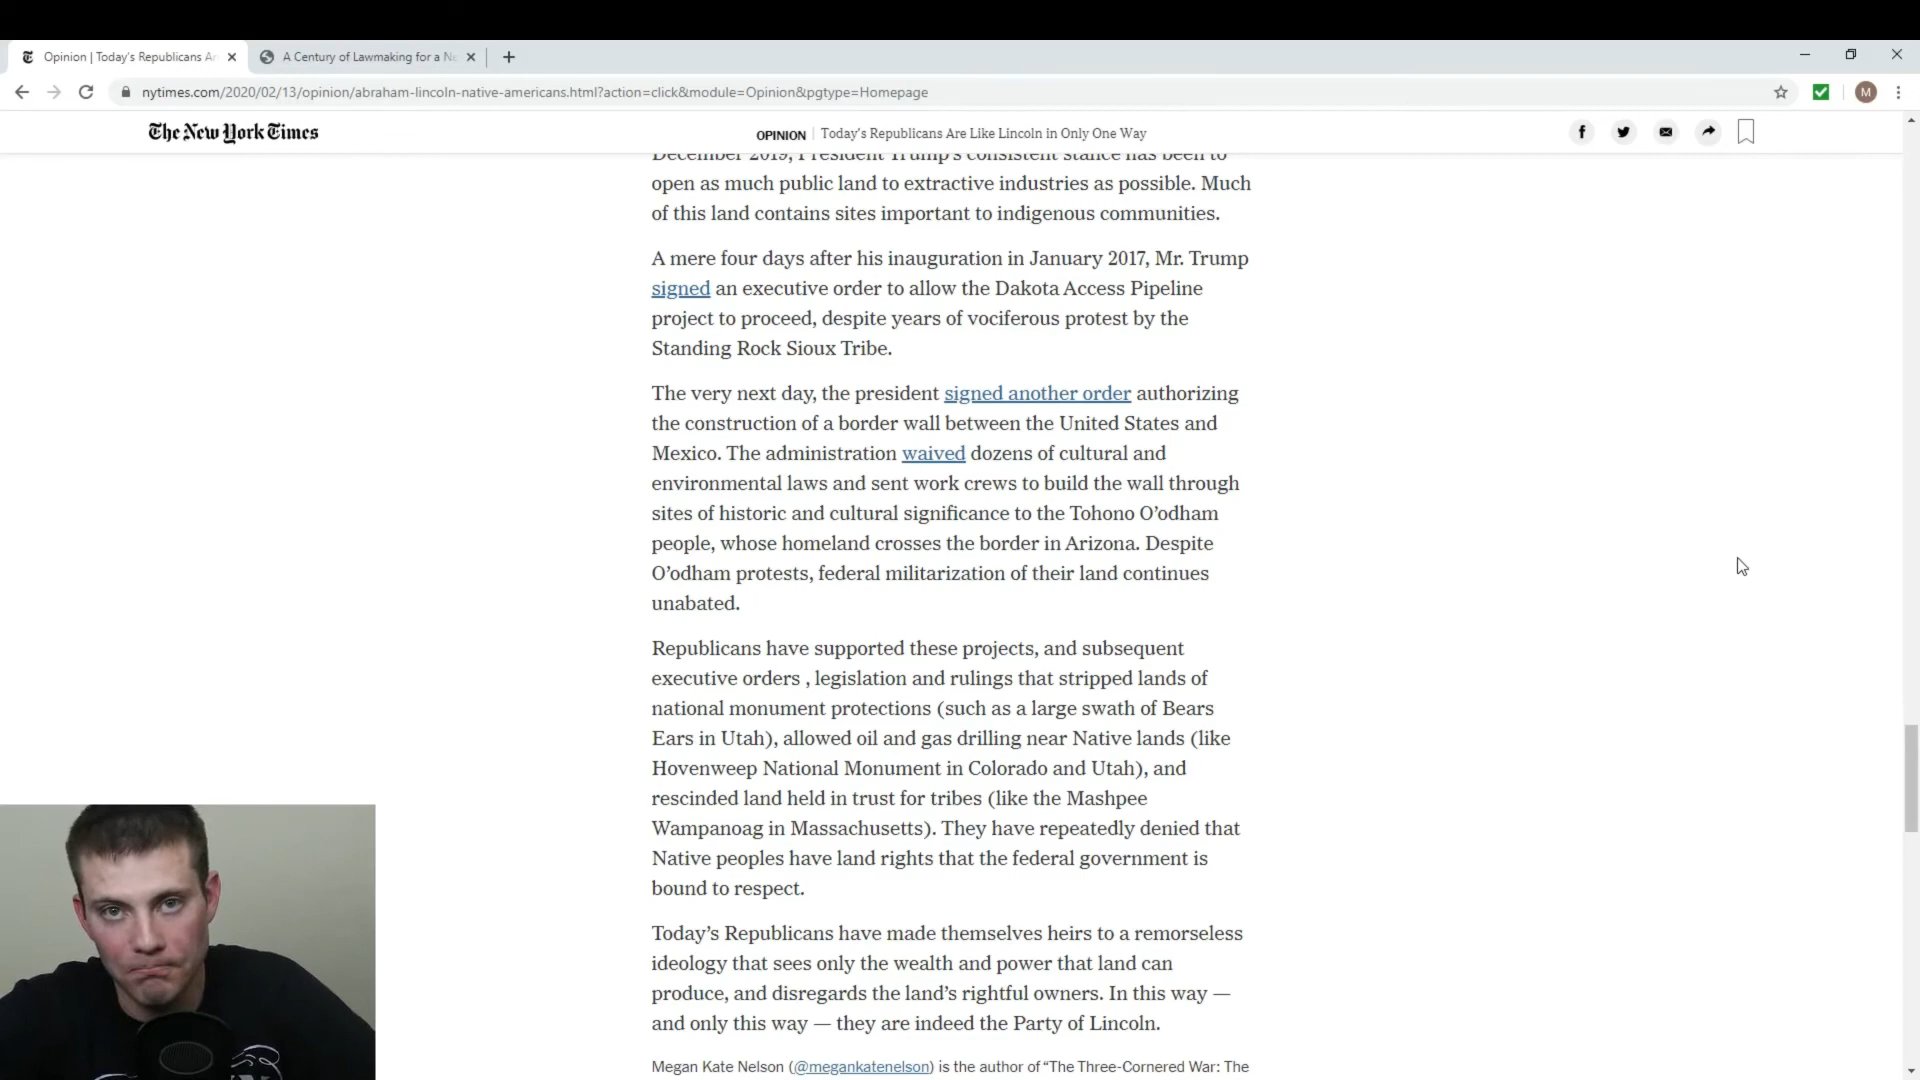 Opinion | Today's Republicans Ar
A Century of Lawmaking for a Ne
nytimes.com/2020/02/13/opinion/abraham-lincoln-native-americans.html?action=click&module=Opinion&pgtype=Homepage
M
The New York Times
OPINION | Today's Republicans Are Like Lincoln in Only One Way
December 2019, President Trump's consistent stance has been to
open as much public land to extractive industries as possible. Much
of this land contains sites important to indigenous communities.
A mere four days after his inauguration in January 2017, Mr. Trump
signed an executive order to allow the Dakota Access Pipeline
project to proceed, despite years of vociferous protest by the
Standing Rock Sioux Tribe.
The very next day, the president signed another order authorizing
the construction of a border wall between the United States and
Mexico. The administration waived dozens of cultural and
environmental laws and sent work crews to build the wall through
sites of historic and cultural significance to the Tohono O'odham
people, whose homeland crosses the border in Arizona. Despite
O'odham protests, federal militarization of their land continues
unabated.
Republicans have supported these projects, and subsequent
executive orders , legislation and rulings that stripped lands of
national monument protections (such as a large swath of Bears
Ears in Utah), allowed oil and gas drilling near Native lands (like
Hovenweep National Monument in Colorado and Utah), and
rescinded land held in trust for tribes (like the Mashpee
Wampanoag in Massachusetts). They have repeatedly denied that
Native peoples have land rights that the federal government is
bound to respect.
Today's Republicans have made themselves heirs to a remorseless
ideology that sees only the wealth and power that land can
produce, and disregards the land's rightful owners. In this way —
and only this way — they are indeed the Party of Lincoln.
Megan Kate Nelson (@megankatenelson) is the author of "The Three-Cornered War: The